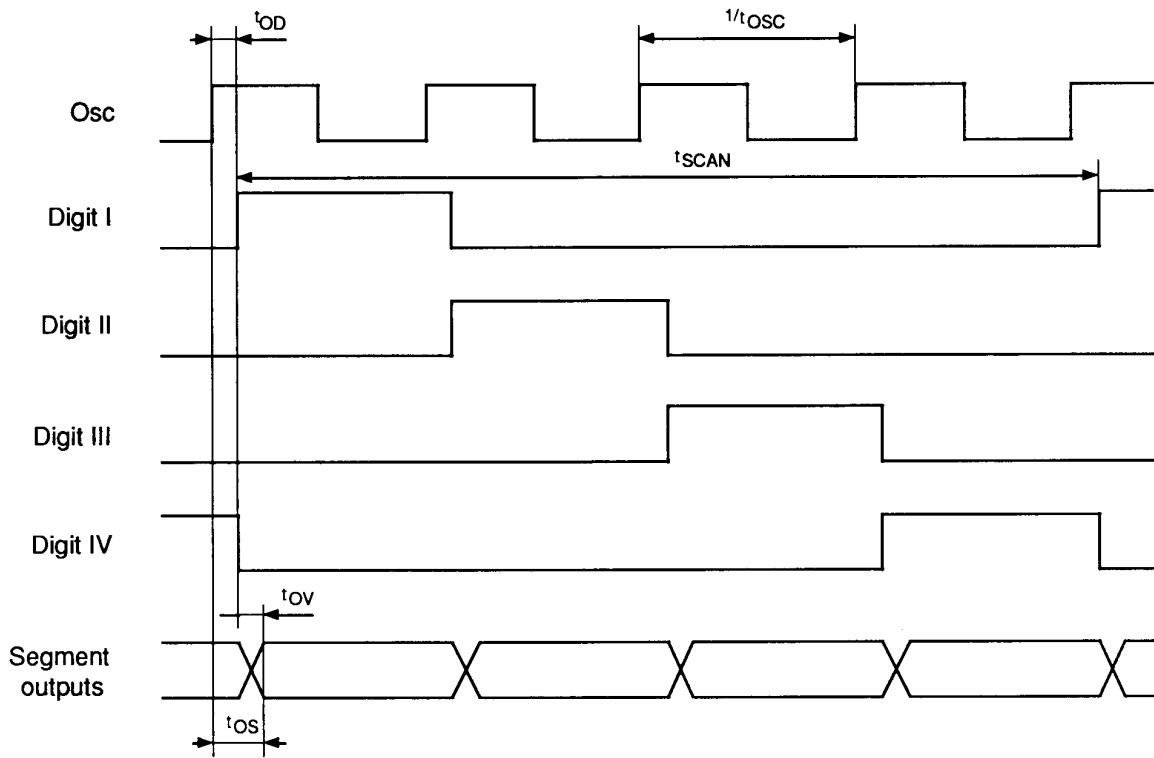 tOD
1/tOSC
Osc
tSCAN
Digit I
Digit II
Digit III
Digit IV
tOV
Segment
outputs
tOS